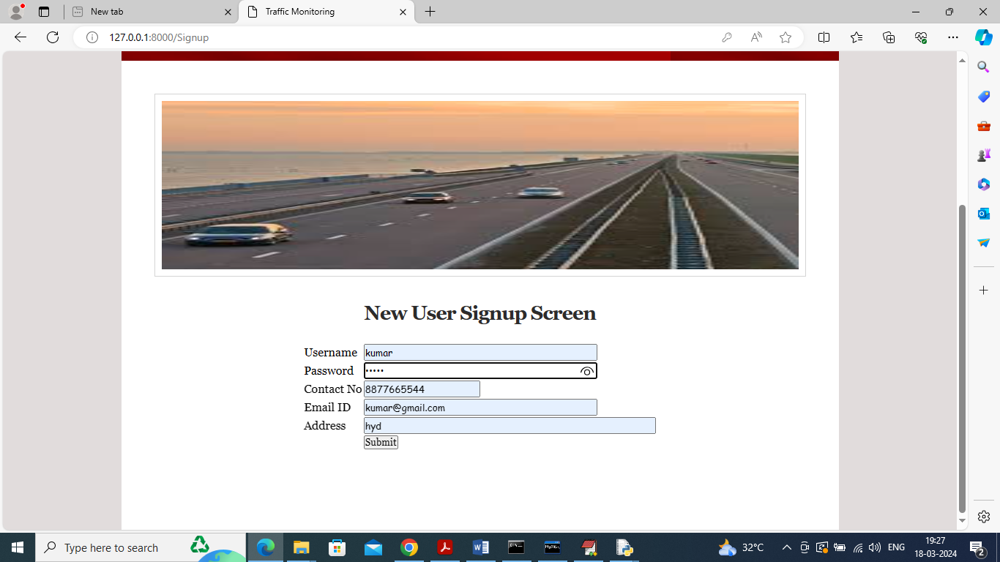 New tab
Traffic Monitoring
127.0.0.1:8000/Signup
New User Signup Screen
Username kumar
Password •••••
Contact No 8877665544
Email ID kumar@gmail.com
Address hyd
Submit
Type here to search
32°C
ENG
19:27
18-03-2024
2